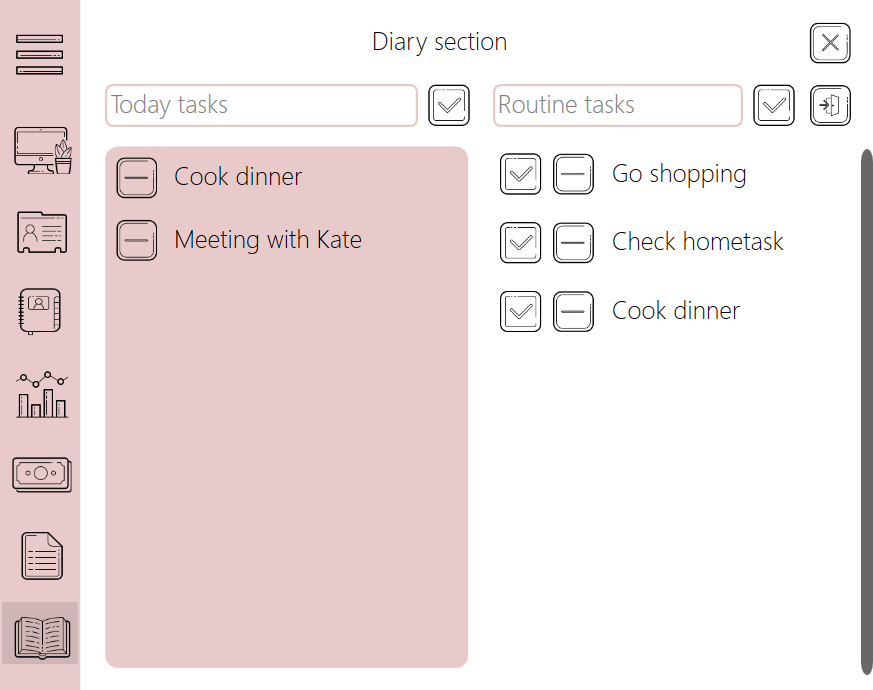 Diary section
Today tasks
Routine tasks
Cook dinner
Meeting with Kate
Go shopping
Check hometask
Cook dinner